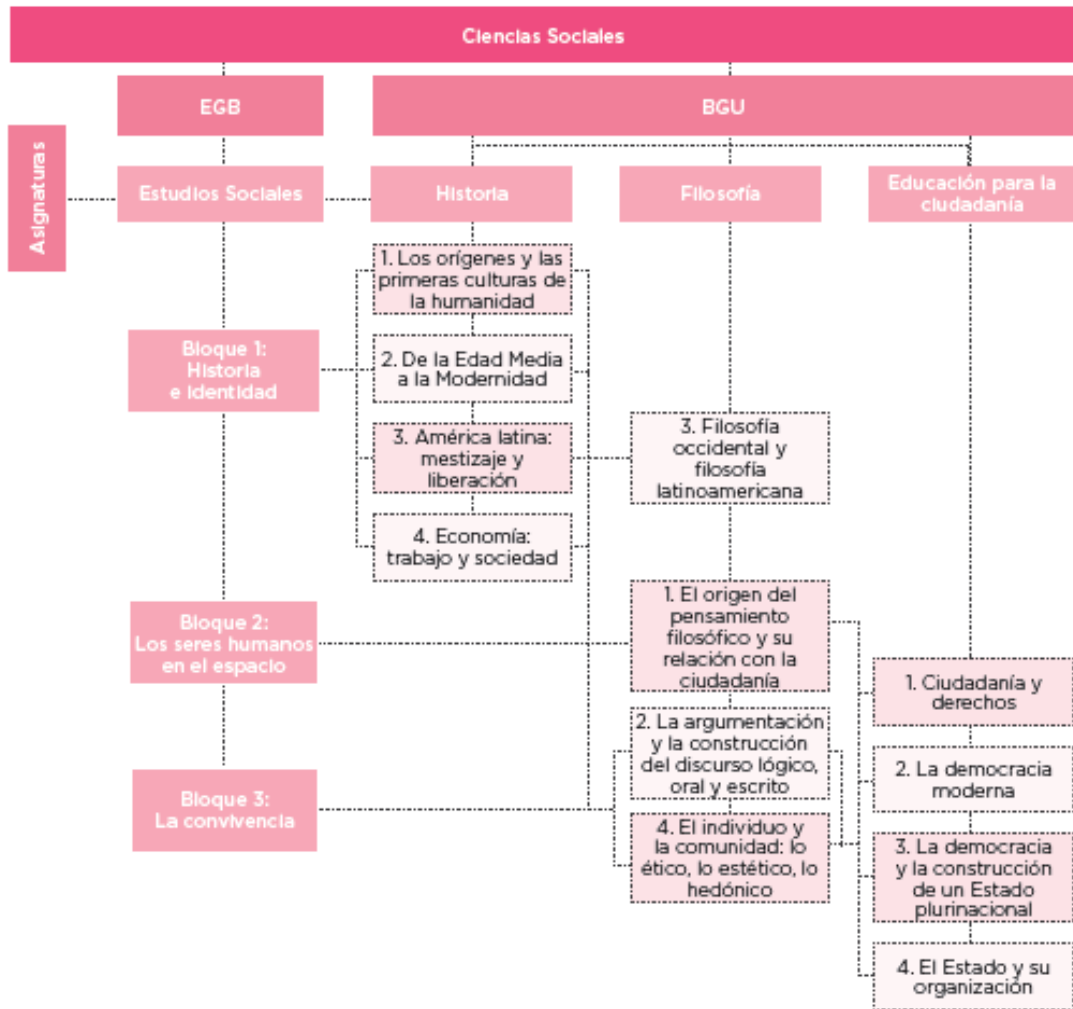 Ciencias Sociales
EGB
BGU
Asignaturas
Estudios Sociales
Historia
Filosofía
Educación para la
ciudadanía
1. Los orígenes y las
primeras culturas de
la humanidad
Bloque 1:
Historia
e identidad
2. De la Edad Media
a la Modernidad
3. América latina:
mestizaje y
liberación
3. Filosofía
occidental y
filosofía
latinoamericana
4. Economía:
trabajo y sociedad
Bloque 2:
Los seres humanos
en el espacio
1. El origen del
pensamiento
filosófico y su
relación con la
ciudadanía
1. Ciudadanía y
derechos
2. La argumentación
y la construcción
del discurso lógico,
oral y escrito
2. La democracia
moderna
Bloque 3:
La convivencia
4. El individuo y
la comunidad: lo
ético, lo estético, lo
hedónico
3. La democracia
y la construcción
de un Estado
plurinacional
4. El Estado y su
organización